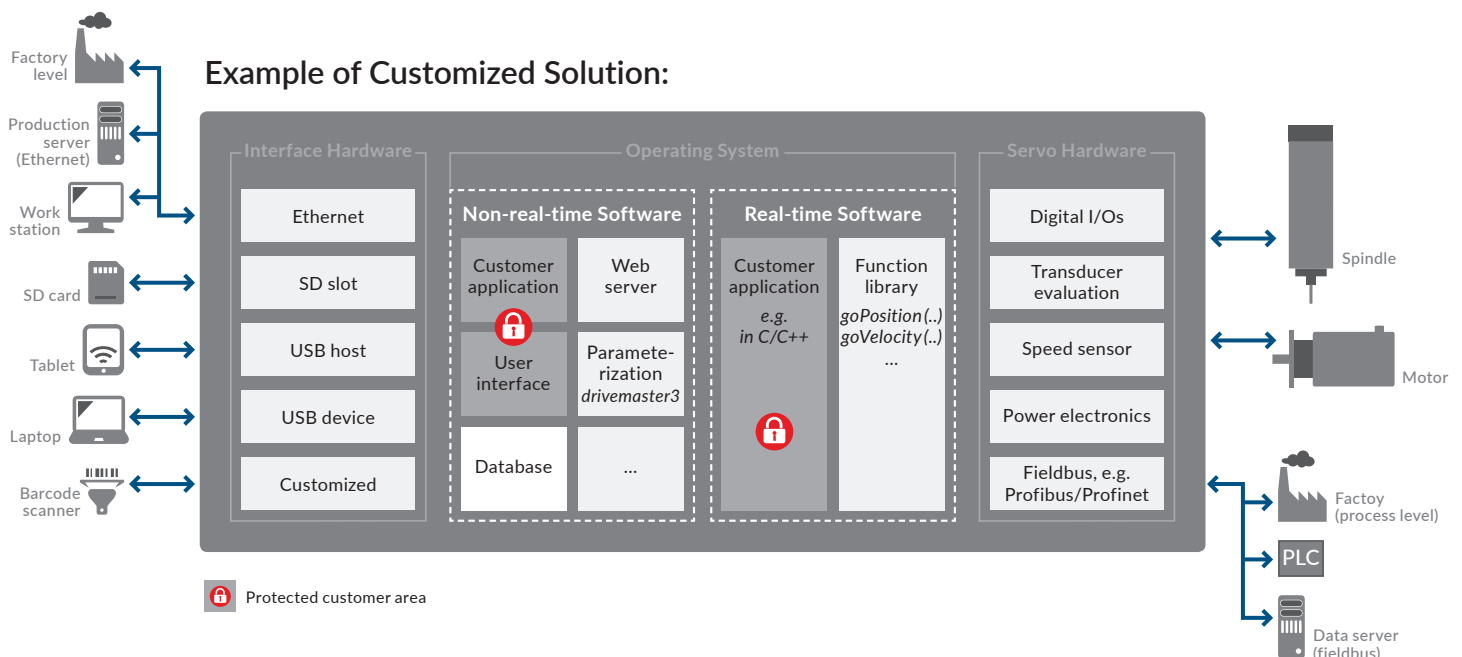 Example of Customized Solution:
Factory
level
Production
server
(Ethernet)
Work
station
SD card
Tablet
Laptop
Barcode
scanner
Interface Hardware
Ethernet
SD slot
USB host
USB device
Customized
Operating System
Non-real-time Software
Customer
application
User
interface
Database
Web
server
Parame-
terization
drivemaster3
...
Real-time Software
Customer
application
e.g.
in C/C++
Function
library
goPosition(..)
goVelocity(..)
...
Servo Hardware
Digital I/Os
Transducer
evaluation
Speed sensor
Power electronics
Fieldbus, e.g.
Profibus/Profinet
Spindle
Motor
Factoy
(process level)
PLC
Data server
(fieldbus)
Protected customer area